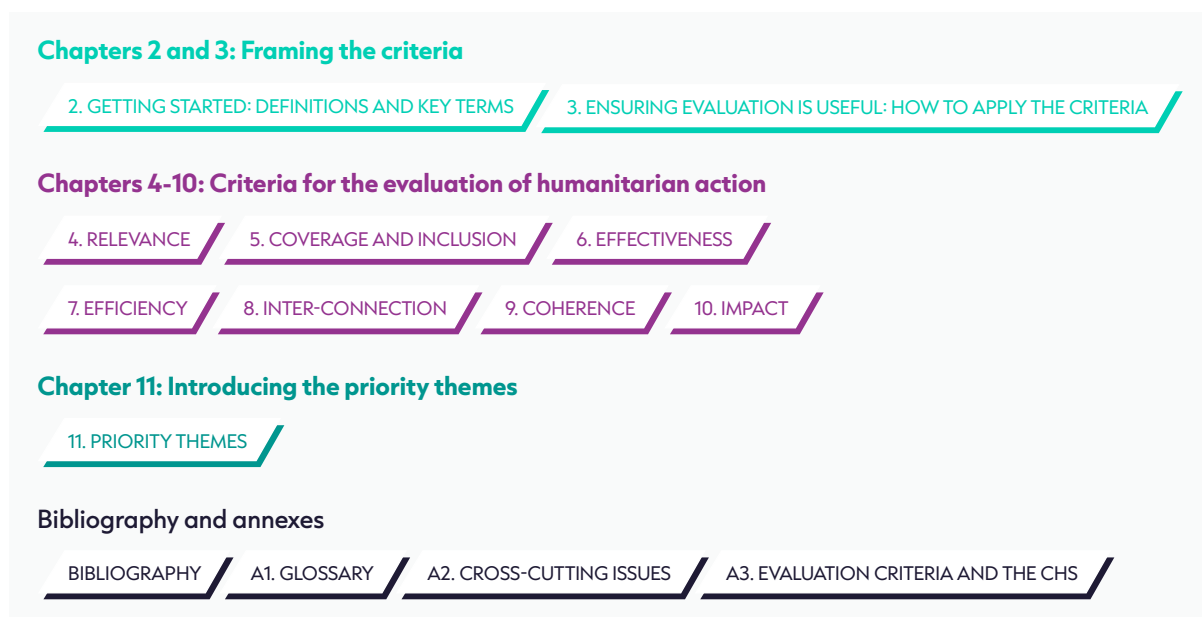 Chapters 2 and 3: Framing the criteria
2. GETTING STARTED: DEFINITIONS AND KEY TERMS 3. ENSURING EVALUATION IS USEFUL: HOW TO APPLY THE CRITERIA
Chapters 4-10: Criteria for the evaluation of humanitarian action
4. RELEVANCE 5. COVERAGE AND INCLUSION 6. EFFECTIVENESS
7. EFFICIENCY 8. INTER-CONNECTION 9. COHERENCE 10. IMPACT
Chapter 11: Introducing the priority themes
11. PRIORITY THEMES
Bibliography and annexes
BIBLIOGRAPHY A1. GLOSSARY A2. CROSS-CUTTING ISSUES A3. EVALUATION CRITERIA AND THE CHS